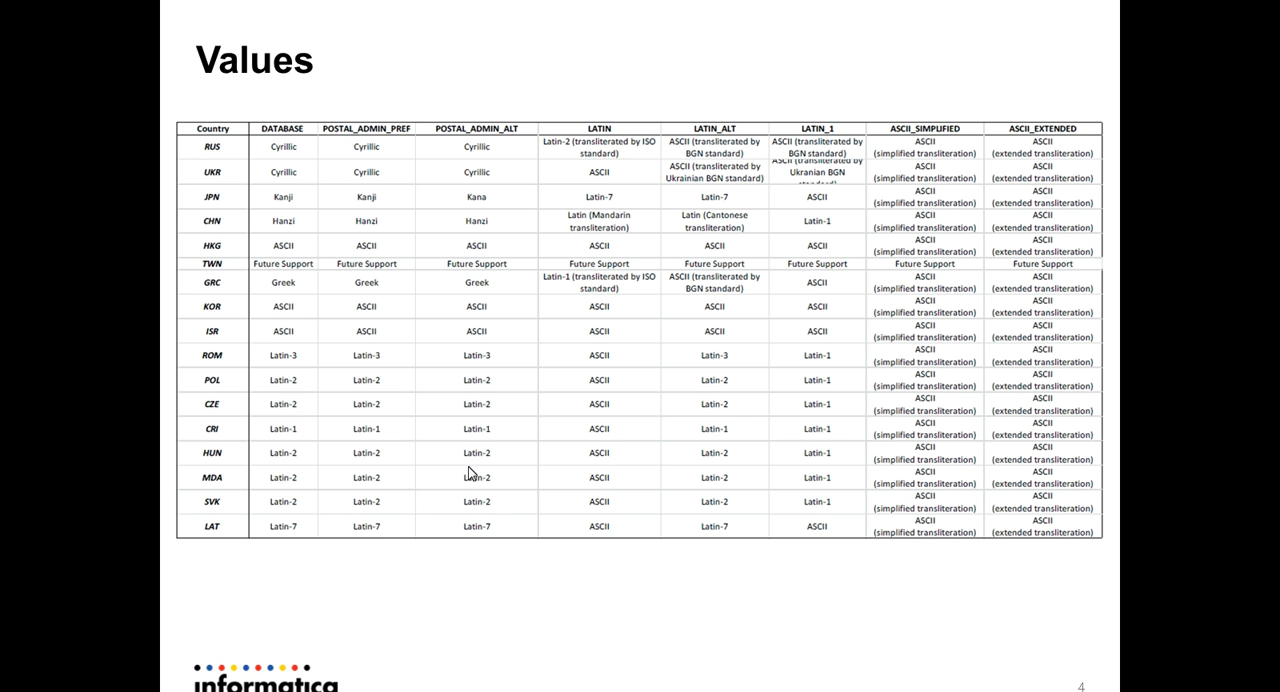 Values
Country DATABASE POSTAL_ADMIN_PREF POSTAL_ADMIN_ALT LATIN LATIN_ALT LATIN_1 ASCII_SIMPLIFIED ASCII_EXTENDED
RUS Cyrillic Cyrillic Cyrillic Latin-2 (transliterated by ISO standard) ASCII (transliterated by BGN standard) ASCII (transliterated by BGN standard) ASCII (simplified transliteration) ASCII (extended transliteration)
UKR Cyrillic Cyrillic Cyrillic ASCII ASCII (transliterated by Ukrainian BGN standard) ASCII (transliterated by Ukranian BGN standard) ASCII (simplified transliteration) ASCII (extended transliteration)
JPN Kanji Kanji Kana Latin-7 Latin-7 ASCII ASCII (simplified transliteration) ASCII (extended transliteration)
CHN Hanzi Hanzi Hanzi Latin (Mandarin transliteration) Latin (Cantonese transliteration) Latin-1 ASCII (simplified transliteration) ASCII (extended transliteration)
HKG ASCII ASCII ASCII ASCII ASCII ASCII ASCII (simplified transliteration) ASCII (extended transliteration)
TWN Future Support Future Support Future Support Future Support Future Support Future Support Future Support Future Support
GRC Greek Greek Greek Latin-1 (transliterated by ISO standard) ASCII (transliterated by BGN standard) ASCII ASCII (simplified transliteration) ASCII (extended transliteration)
KOR ASCII ASCII ASCII ASCII ASCII ASCII ASCII (simplified transliteration) ASCII (extended transliteration)
ISR ASCII ASCII ASCII ASCII ASCII ASCII ASCII (simplified transliteration) ASCII (extended transliteration)
ROM Latin-3 Latin-3 Latin-3 ASCII Latin-3 Latin-1 ASCII (simplified transliteration) ASCII (extended transliteration)
POL Latin-2 Latin-2 Latin-2 ASCII Latin-2 Latin-1 ASCII (simplified transliteration) ASCII (extended transliteration)
CZE Latin-2 Latin-2 Latin-2 ASCII Latin-2 Latin-1 ASCII (simplified transliteration) ASCII (extended transliteration)
CRI Latin-1 Latin-1 Latin-1 ASCII Latin-1 Latin-1 ASCII (simplified transliteration) ASCII (extended transliteration)
HUN Latin-2 Latin-2 Latin-2 ASCII Latin-2 Latin-1 ASCII (simplified transliteration) ASCII (extended transliteration)
MDA Latin-2 Latin-2 Latin-2 ASCII Latin-2 Latin-1 ASCII (simplified transliteration) ASCII (extended transliteration)
SVK Latin-2 Latin-2 Latin-2 ASCII Latin-2 Latin-1 ASCII (simplified transliteration) ASCII (extended transliteration)
LAT Latin-7 Latin-7 Latin-7 ASCII Latin-7 ASCII ASCII (simplified transliteration) ASCII (extended transliteration)
informatica
4